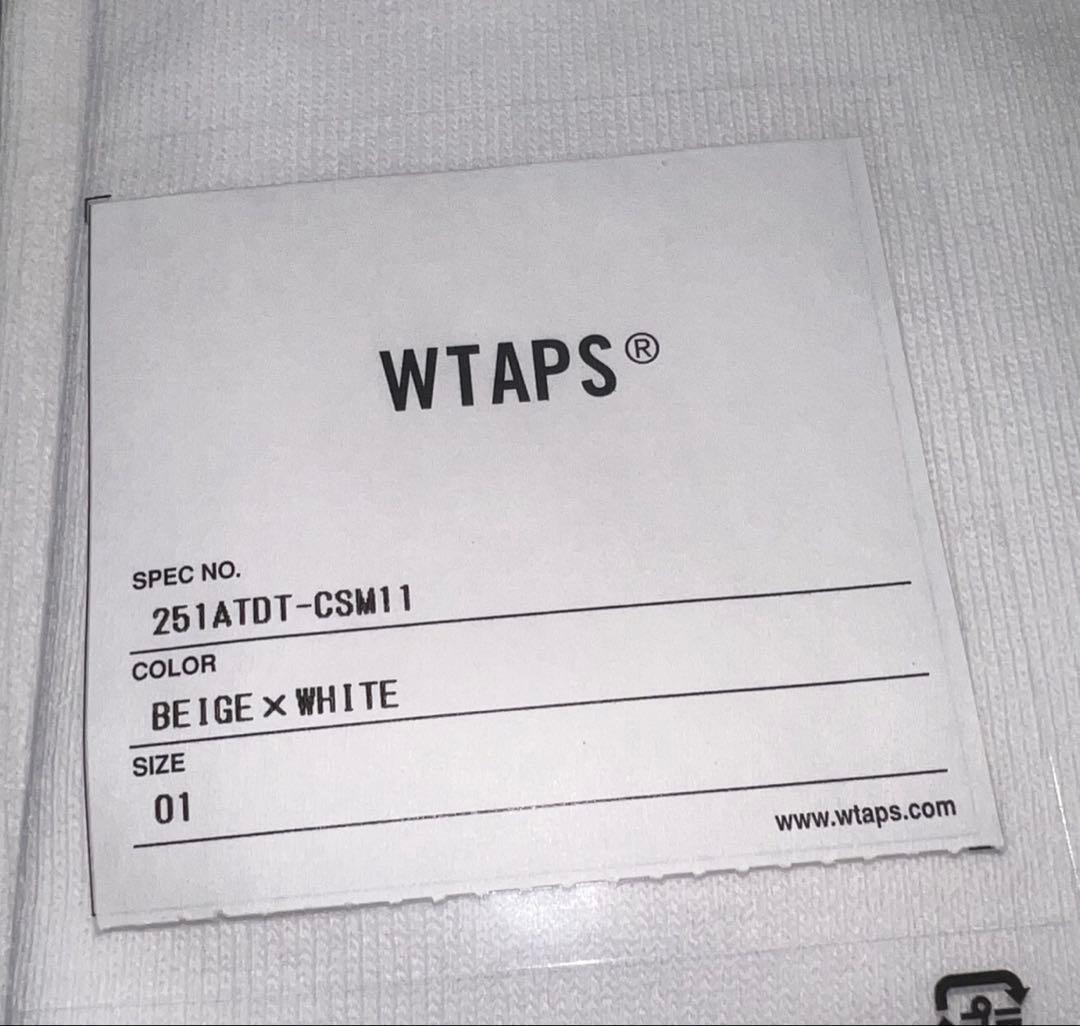 WTAPS®
SPEC NO.
251ATDT-CSM11
COLOR
BEIGE×WHITE
SIZE
01
www.wtaps.com